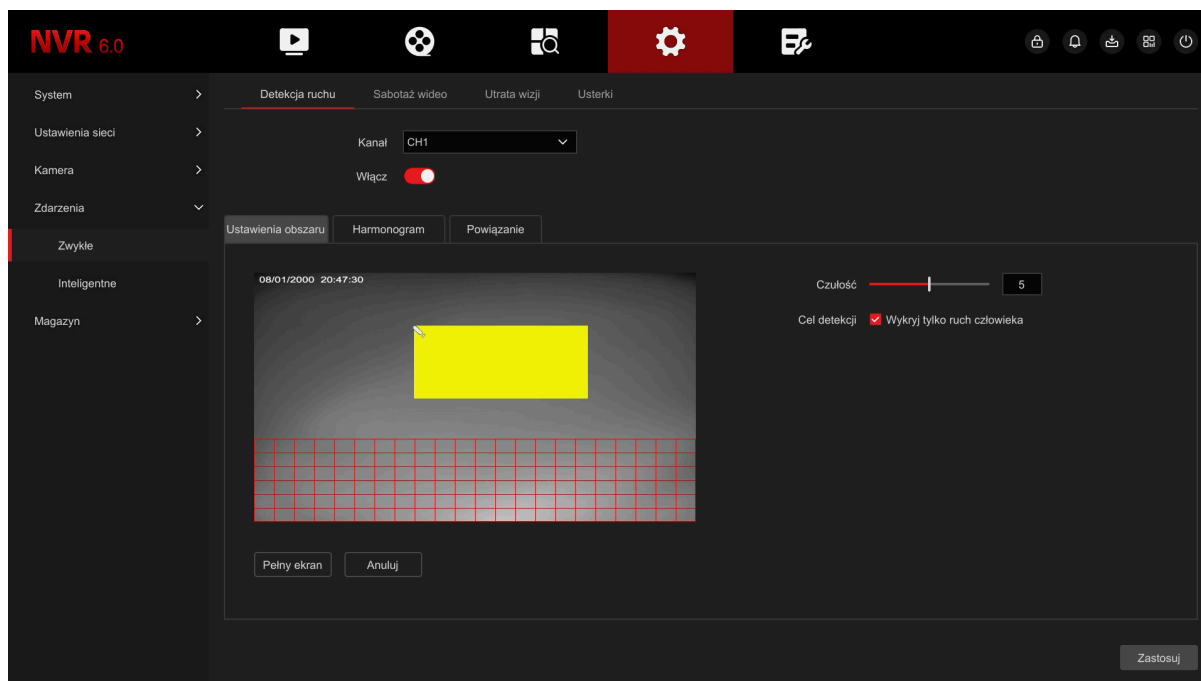 NVR 6.0
System
Ustawienia sieci
Kamera
Zdarzenia
Zwykłe
Inteligentne
Magazyn
Detekcja ruchu Sabotaż wideo Utrata wizji Usterki
Kanał CH1
Włącz
Ustawienia obszaru Harmonogram Powiązanie
08/01/2000 20:47:30
Czułość 5
Cel detekcji Wykryj tylko ruch człowieka
Pełny ekran Anuluj
Zastosuj